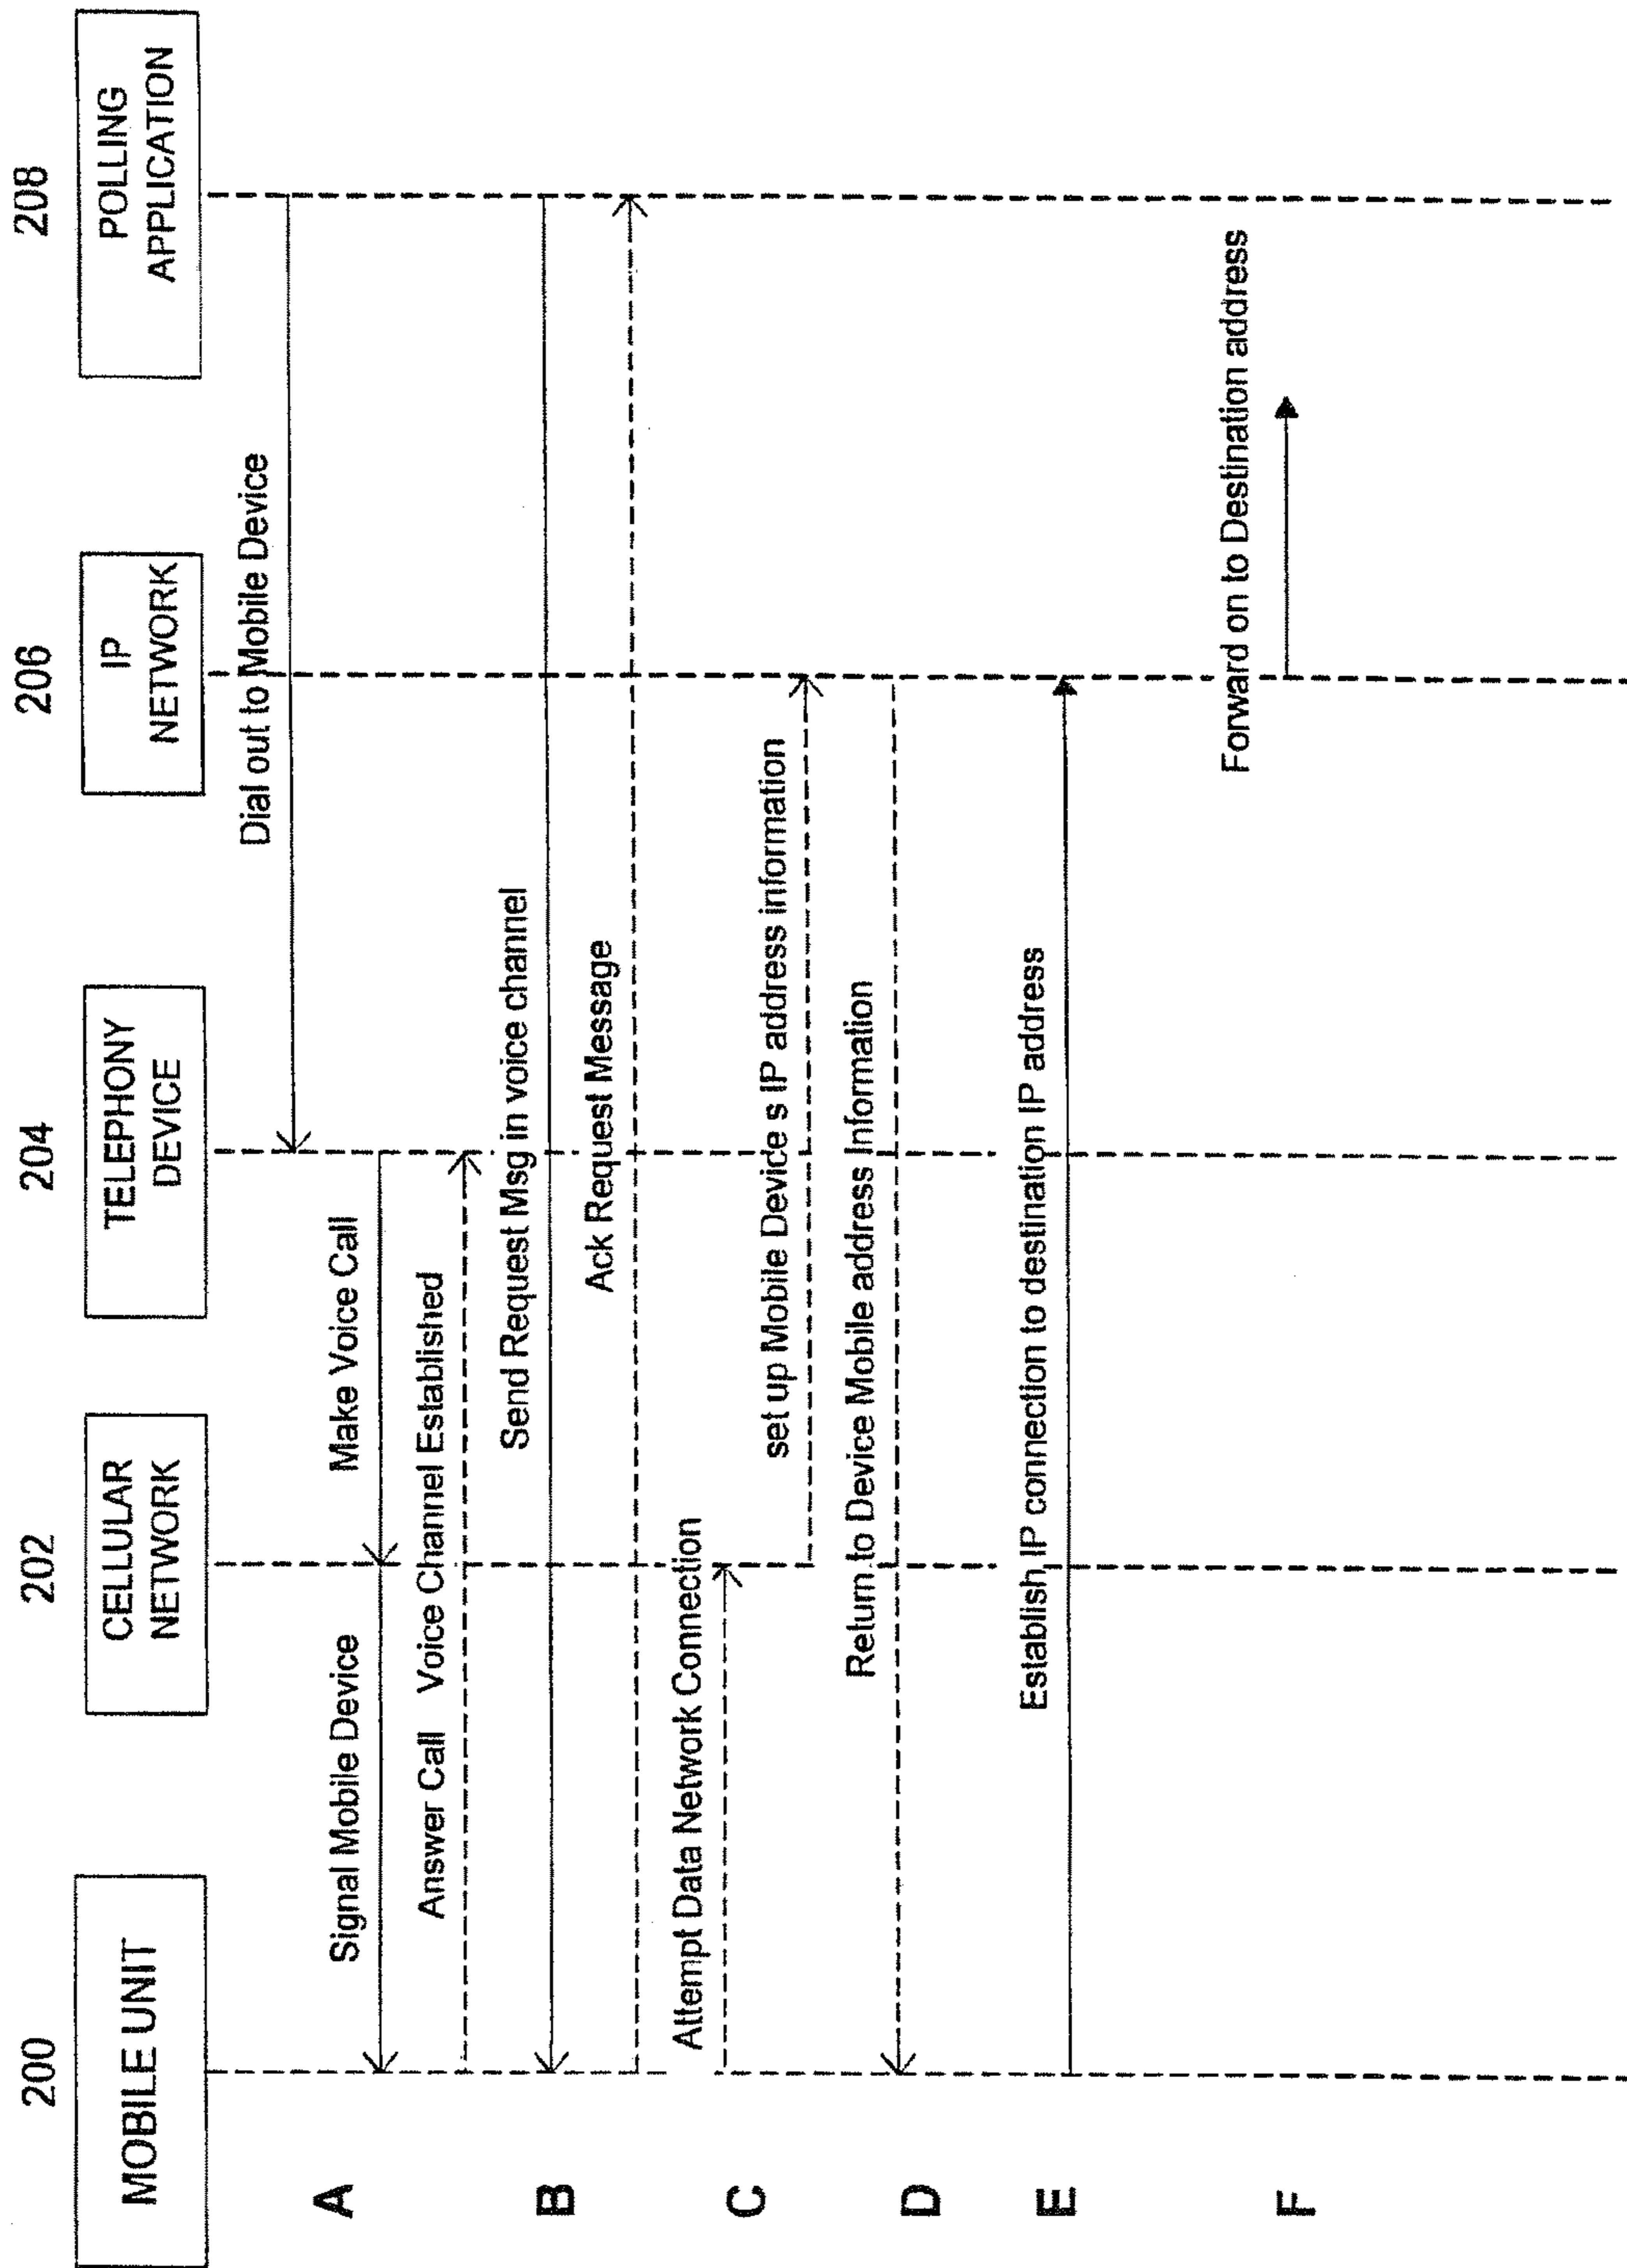 200
202
204
206
208
MOBILE UNIT
CELLULAR
NETWORK
TELEPHONY
DEVICE
IP
NETWORK
POLLING
APPLICATION
A
Dial out to Mobile Device
Signal Mobile Device
Make Voice Call
Answer Call Voice Channel Established
B
Send Request Msg in voice channel
Ack Request Message
C
Attempt Data Network Connection
set up Mobile Device s IP address information
D
Return to Device Mobile address Information
E
Establish IP connection to destination IP address
F
Forward on to Destination address